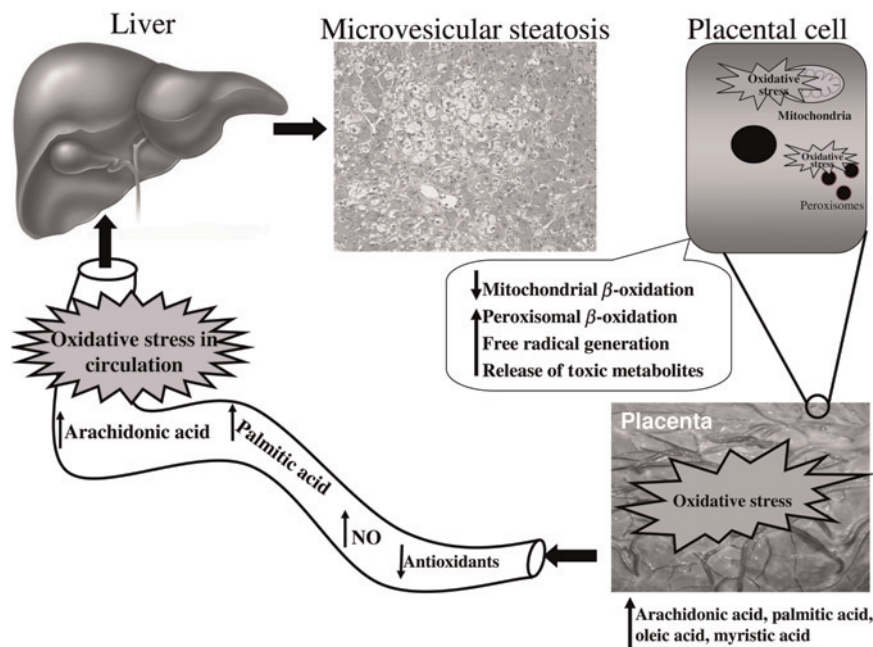 Liver
Microvesicular steatosis
Placental cell
Oxidative
stress
Mitochondria
Oxidative
stress
Peroxisomes
↓Mitochondrial β-oxidation
↑Peroxisomal β-oxidation
Free radical generation
Release of toxic metabolites
Oxidative stress in
circulation
↑Arachidonic acid
↑Palmitic acid
↑NO
↓Antioxidants
Placenta
Oxidative stress
↑Arachidonic acid, palmitic acid,
oleic acid, myristic acid